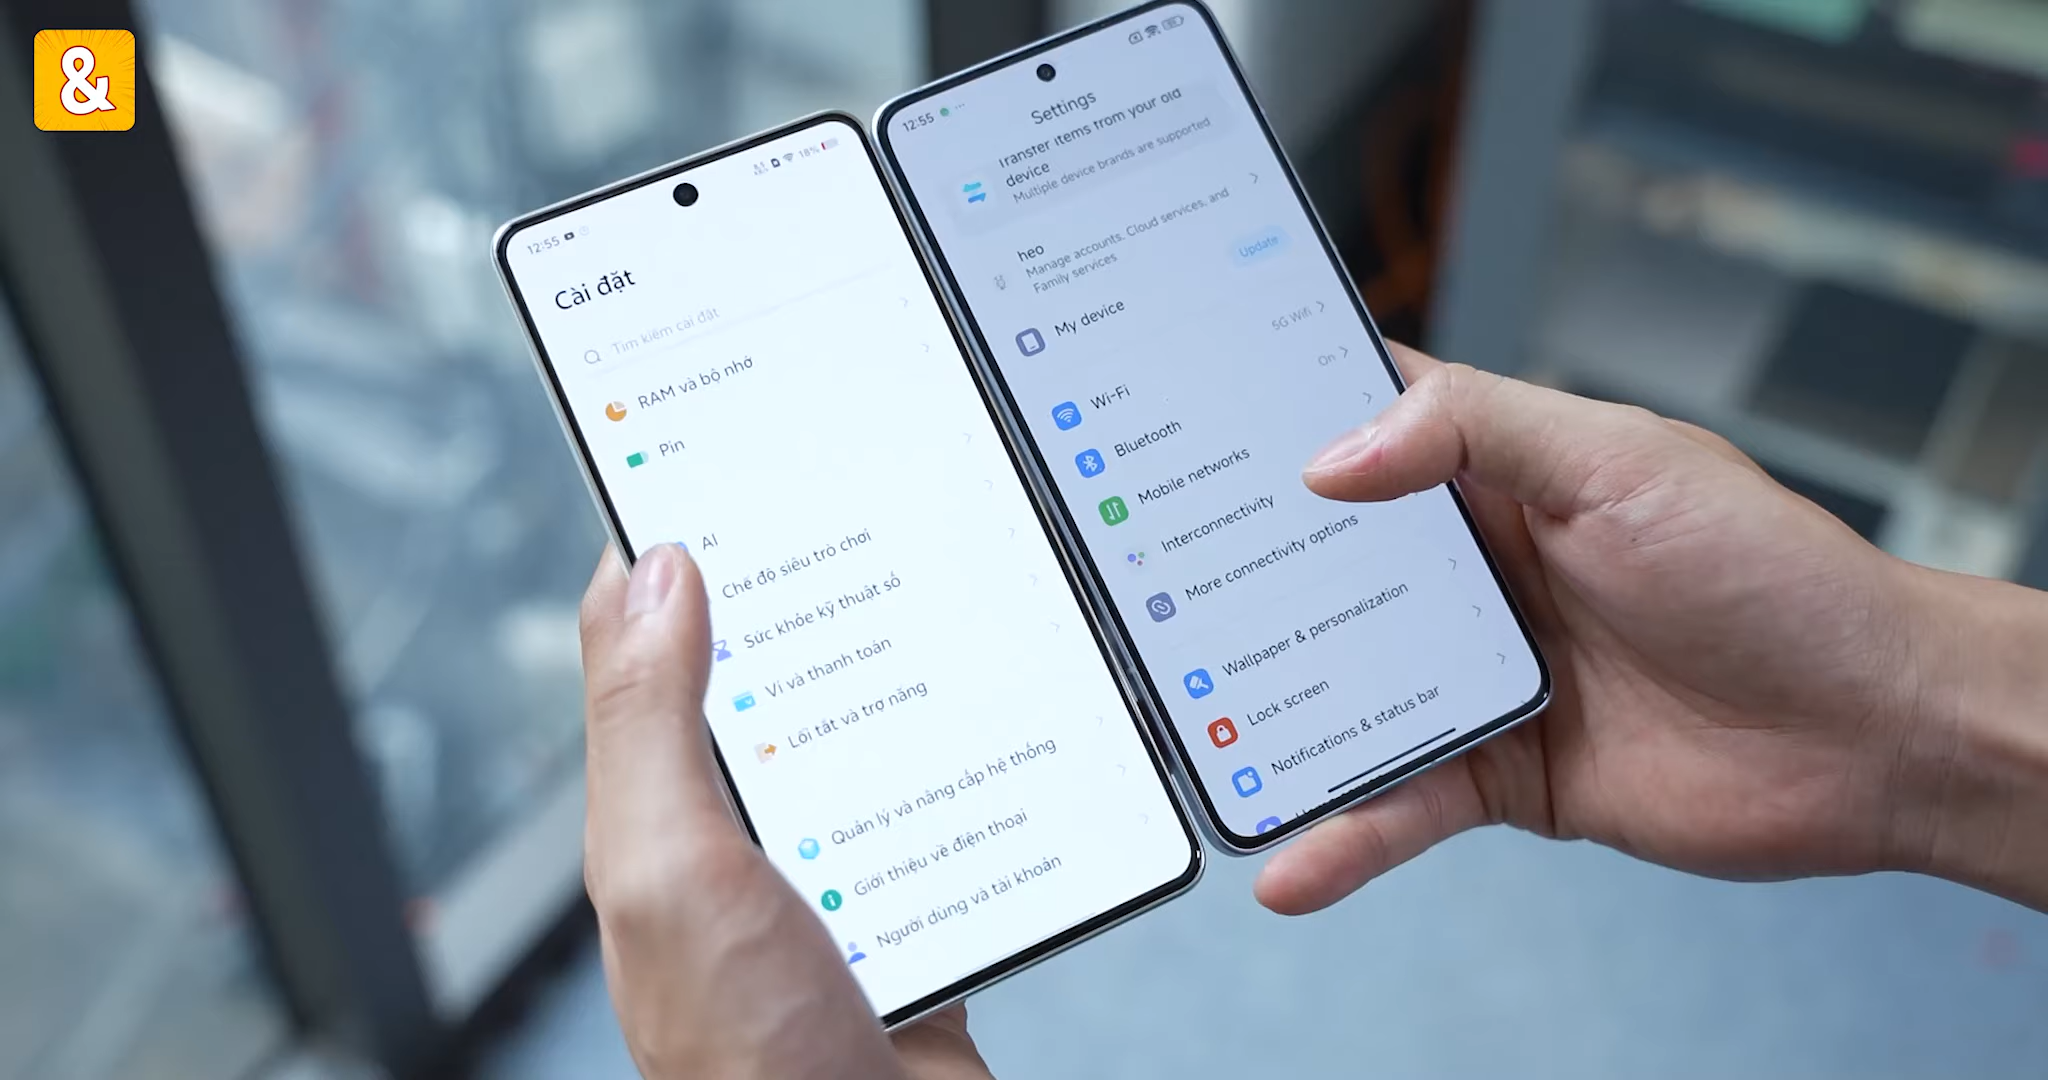 &
12:55
18%
Cài đặt
Tìm kiếm cài đặt
RAM và bộ nhớ
Pin
AI
Chế độ siêu trò chơi
Sức khỏe kỹ thuật số
Ví và thanh toán
Lối tắt và trợ năng
Quản lý và nâng cấp hệ thống
Giới thiệu về điện thoại
Người dùng và tài khoản
12:55
Settings
Transfer items from your old
device
Multiple device brands are supported
heo
Manage accounts, Cloud services, and
Family services
My device
Update
Wi-Fi
5G Wifi
Bluetooth
On
Mobile networks
Interconnectivity
More connectivity options
Wallpaper & personalization
Lock screen
Notifications & status bar